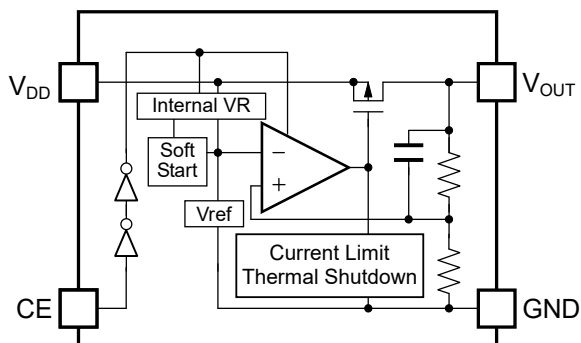 V_DD
V_OUT
Internal VR
Soft
Start
−
+
Vref
Current Limit
Thermal Shutdown
CE
GND